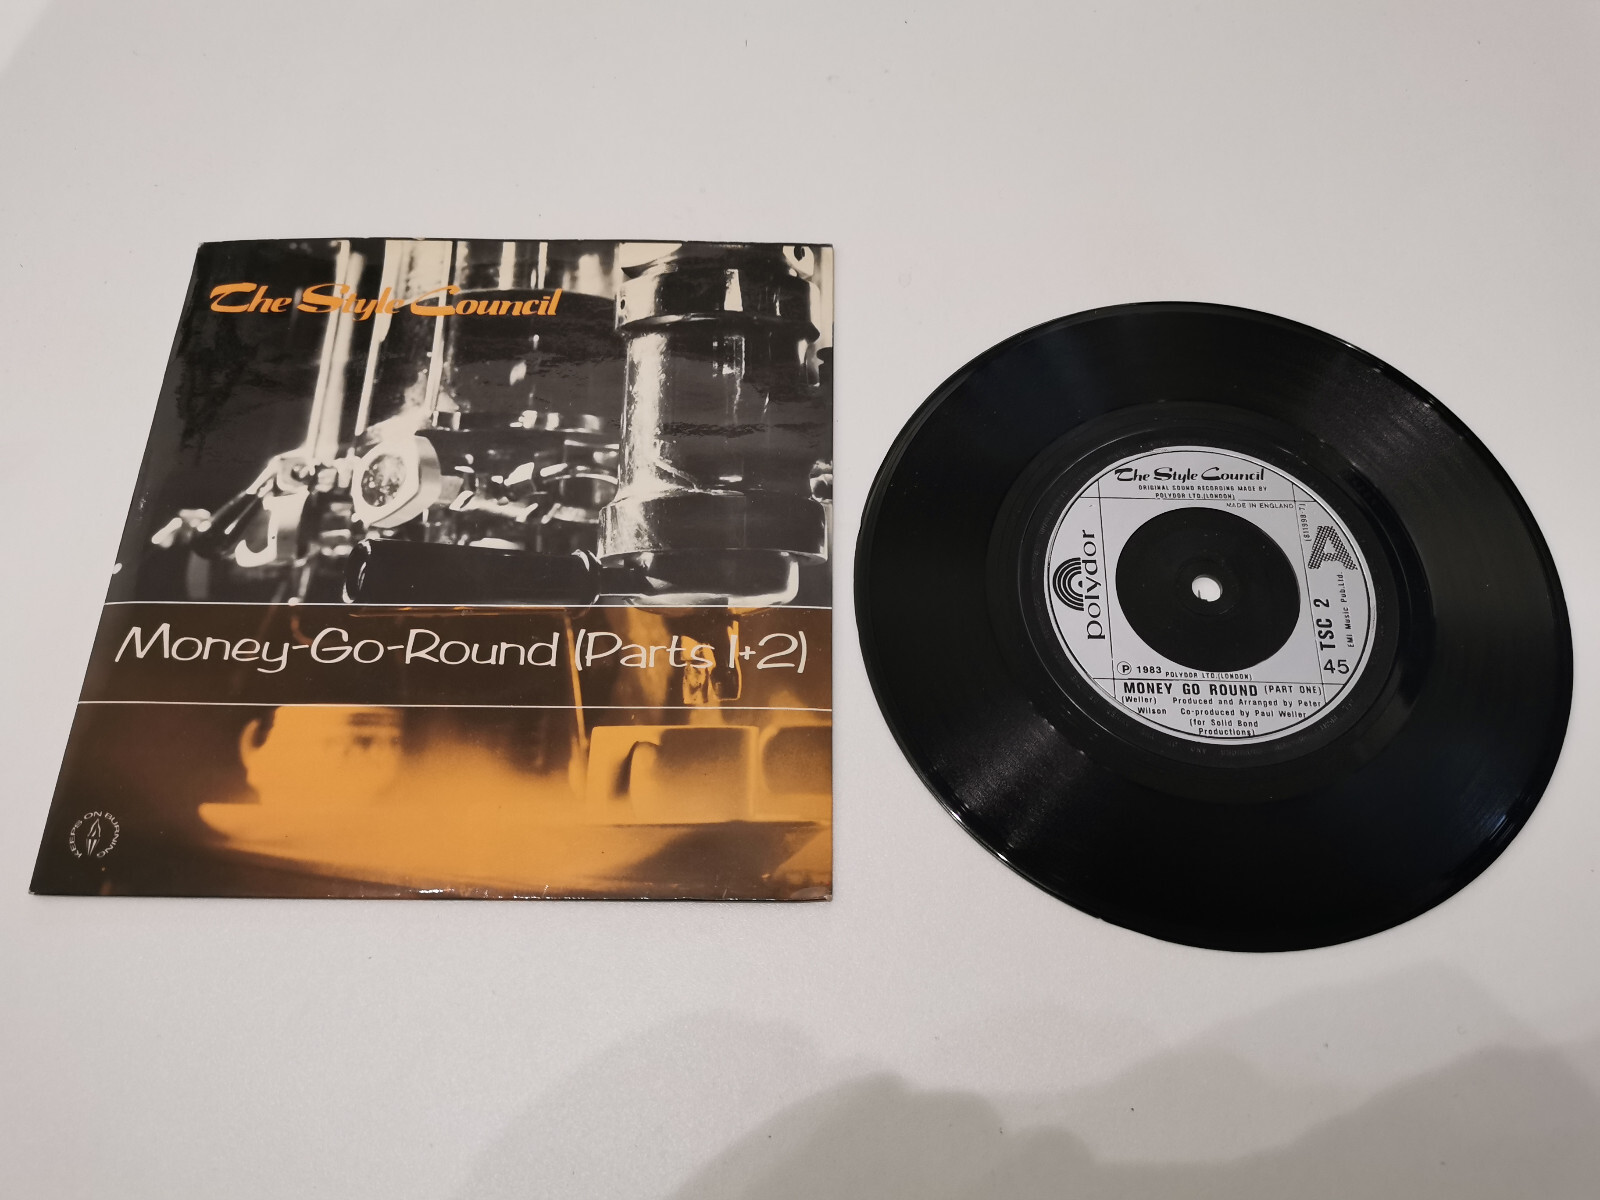 The Style Council
Money-Go-Round (Parts 1+2)
KEEPS ON BURNING
The Style Council
ORIGINAL SOUND RECORDING MADE BY
POLYDOR LTD.(LONDON)
MADE IN ENGLAND
(811998-7)
A
polydor
TSC 2
EMI Music Pub.Ltd.
45
Ⓟ 1983 POLYDOR LTD.(LONDON)
MONEY GO ROUND (PART ONE)
(Weller) Produced and Arranged by Peter
Wilson Co-produced by Paul Weller
(for Solid Bond
Productions)